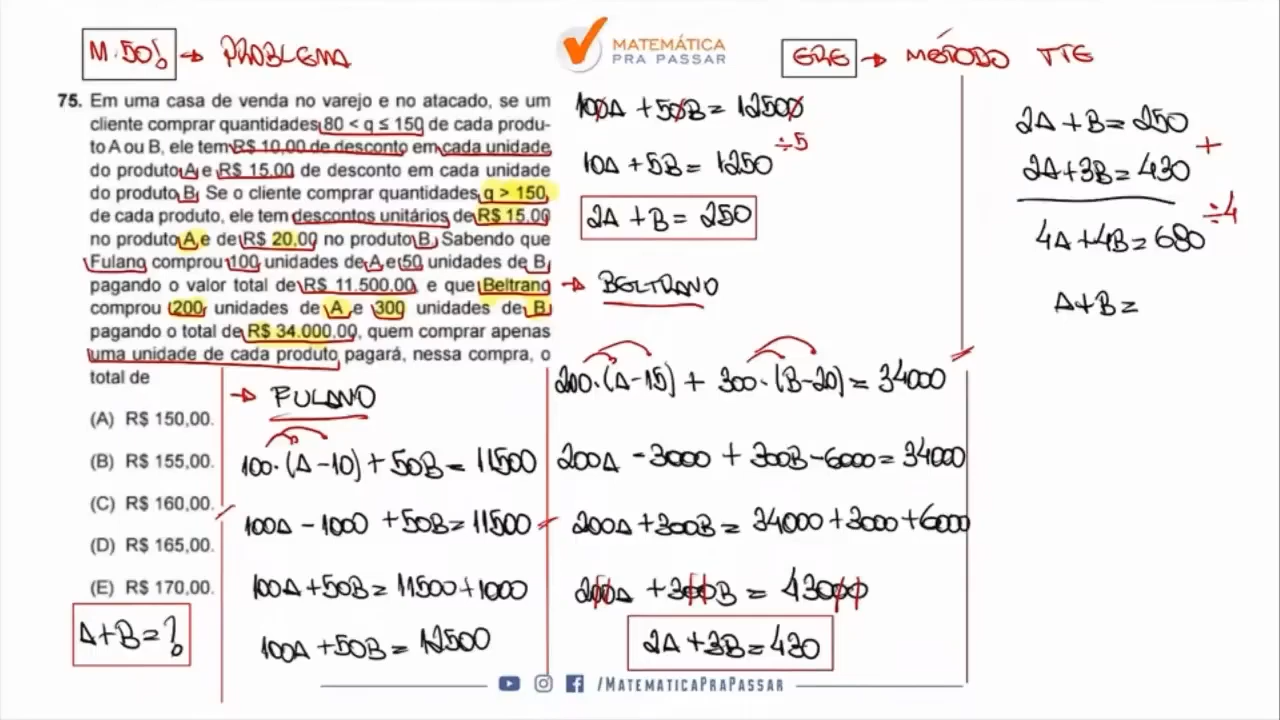 M.50! → PROBLEMA
MATEMÁTICA
PRA PASSAR
GRG → MÉTODO TTE
75. Em uma casa de venda no varejo e no atacado, se um
cliente comprar quantidades 80 < q ≤ 150 de cada produ-
to A ou B, ele tem R$ 10,00 de desconto em cada unidade
do produto A e R$ 15,00 de desconto em cada unidade
do produto B. Se o cliente comprar quantidades q > 150,
de cada produto, ele tem descontos unitários de R$ 15,00
no produto A e de R$ 20,00 no produto B. Sabendo que
Fulano comprou 100 unidades de A e 50 unidades de B,
pagando o valor total de R$ 11.500,00, e que Beltrano
comprou 200 unidades de A e 300 unidades de B,
pagando o total de R$ 34.000,00, quem comprar apenas
uma unidade de cada produto pagará, nessa compra, o
total de
(A) R$ 150,00.
(B) R$ 155,00.
(C) R$ 160,00.
(D) R$ 165,00.
(E) R$ 170,00.
A+B=?
→ FULANO
100·(A-10)+50B=11500
100A-1000+50B=11500
100A+50B=11500+1000
100A+50B=12500
100A+50B=12500
÷5
10A+5B=1250
2A+B=250
→ BELTRANO
200·(A-15)+300·(B-20)=34000
200A-3000+300B-6000=34000
200A+300B=34000+3000+6000
200A+300B=43000
2A+3B=430
2A+B=250
+
2A+3B=430
÷4
4A+4B=680
A+B=
/MATEMATICAPRAPASSAR